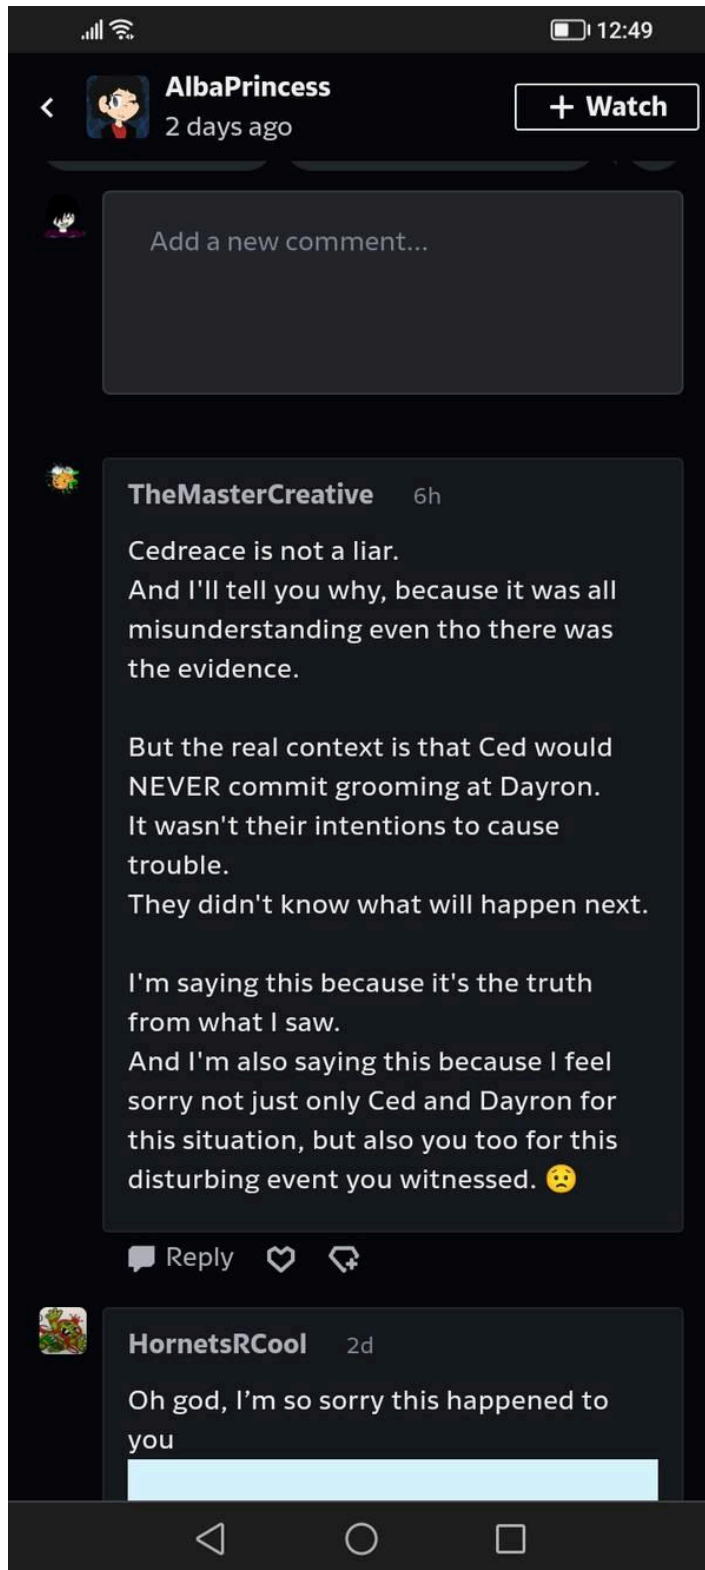 12:49
AlbaPrincess
2 days ago
+ Watch
Add a new comment...
TheMasterCreative 6h
Cedreace is not a liar.
And I'll tell you why, because it was all
misunderstanding even tho there was
the evidence.
But the real context is that Ced would
NEVER commit grooming at Dayron.
It wasn't their intentions to cause
trouble.
They didn't know what will happen next.
I'm saying this because it's the truth
from what I saw.
And I'm also saying this because I feel
sorry not just only Ced and Dayron for
this situation, but also you too for this
disturbing event you witnessed. 😟
Reply
HornetsRCool 2d
Oh god, I’m so sorry this happened to
you